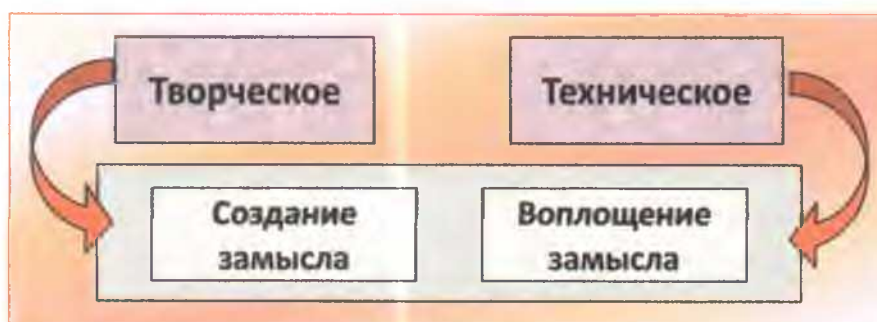 Творческое
Техническое
Создание
замысла
Воплощение
замысла